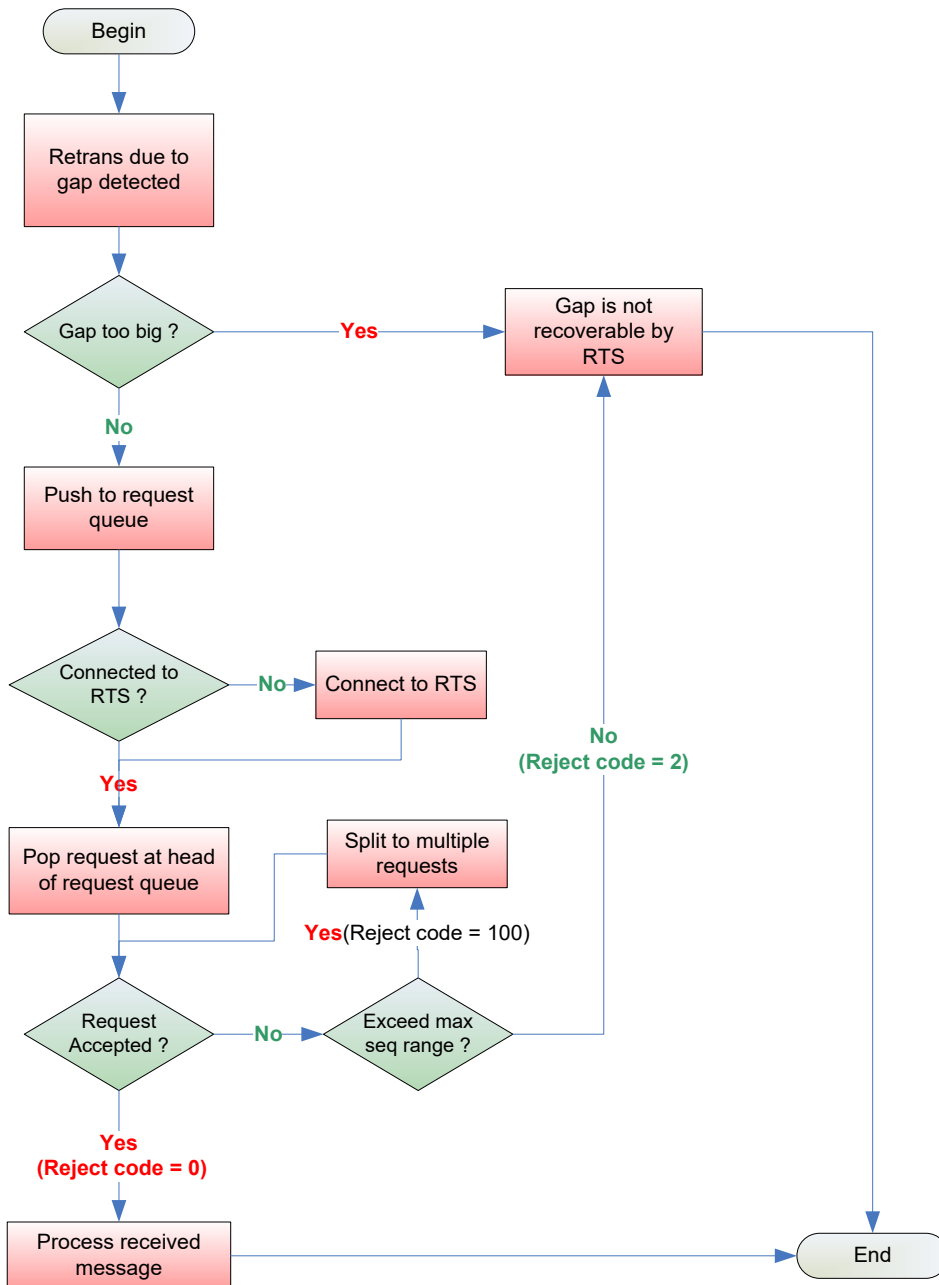 Begin
Retrans due to
gap detected
Gap too big ?
Yes
Gap is not
recoverable by
RTS
No
Push to request
queue
Connected to
RTS ?
No
Connect to RTS
No
(Reject code = 2)
Yes
Pop request at head
of request queue
Split to multiple
requests
Yes(Reject code = 100)
Request
Accepted ?
No
Exceed max
seq range ?
Yes
(Reject code = 0)
Process received
message
End